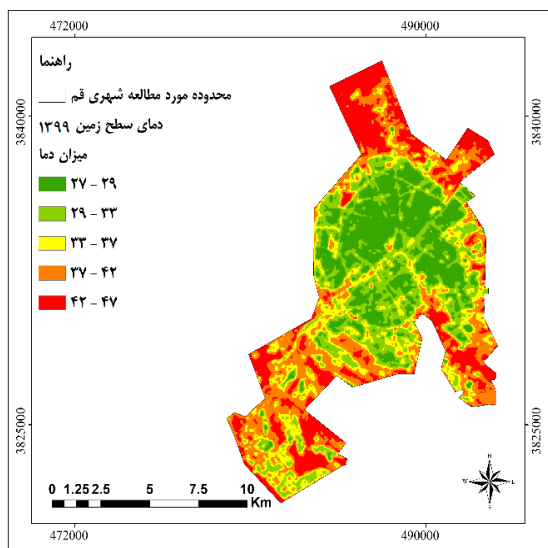 472000 490000
راهنما
محدوده مورد مطالعه شهری قم
3840000 3840000
دمای سطح زمین ۱۳۹۹
میزان دما
۲۷ - ۲۹
۲۹ - ۳۳
۳۳ - ۳۷
۳۷ - ۴۲
۴۲ - ۴۷
3825000 3825000
0 1.25 2.5 5 7.5 10
Km
472000 490000